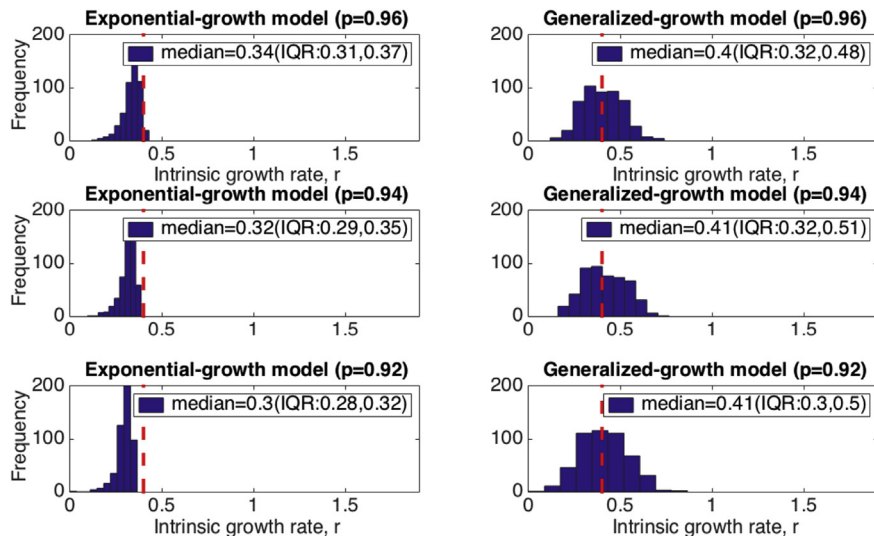 Exponential-growth model (p=0.96)
200
median=0.34(IQR:0.31,0.37)
100
0
Frequency
0 0.5 1 1.5
Intrinsic growth rate, r
Generalized-growth model (p=0.96)
200
median=0.4(IQR:0.32,0.48)
100
0
0 0.5 1 1.5
Intrinsic growth rate, r
Exponential-growth model (p=0.94)
200
median=0.32(IQR:0.29,0.35)
100
0
Frequency
0 0.5 1 1.5
Intrinsic growth rate, r
Generalized-growth model (p=0.94)
200
median=0.41(IQR:0.32,0.51)
100
0
0 0.5 1 1.5
Intrinsic growth rate, r
Exponential-growth model (p=0.92)
200
median=0.3(IQR:0.28,0.32)
100
0
Frequency
0 0.5 1 1.5
Intrinsic growth rate, r
Generalized-growth model (p=0.92)
200
median=0.41(IQR:0.3,0.5)
100
0
0 0.5 1 1.5
Intrinsic growth rate, r